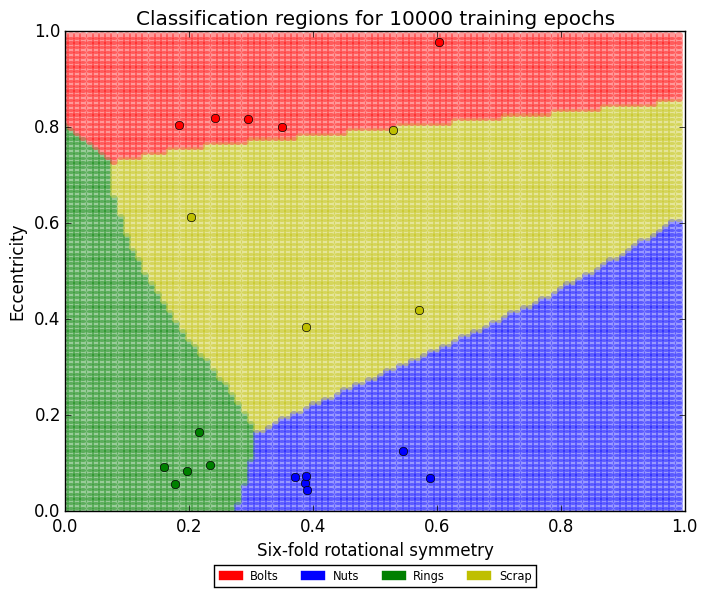 Classification regions for 10000 training epochs
1.0
0.8
0.6
0.4
0.2
0.0
Eccentricity
0.0 0.2 0.4 0.6 0.8 1.0
Six-fold rotational symmetry
Bolts Nuts Rings Scrap